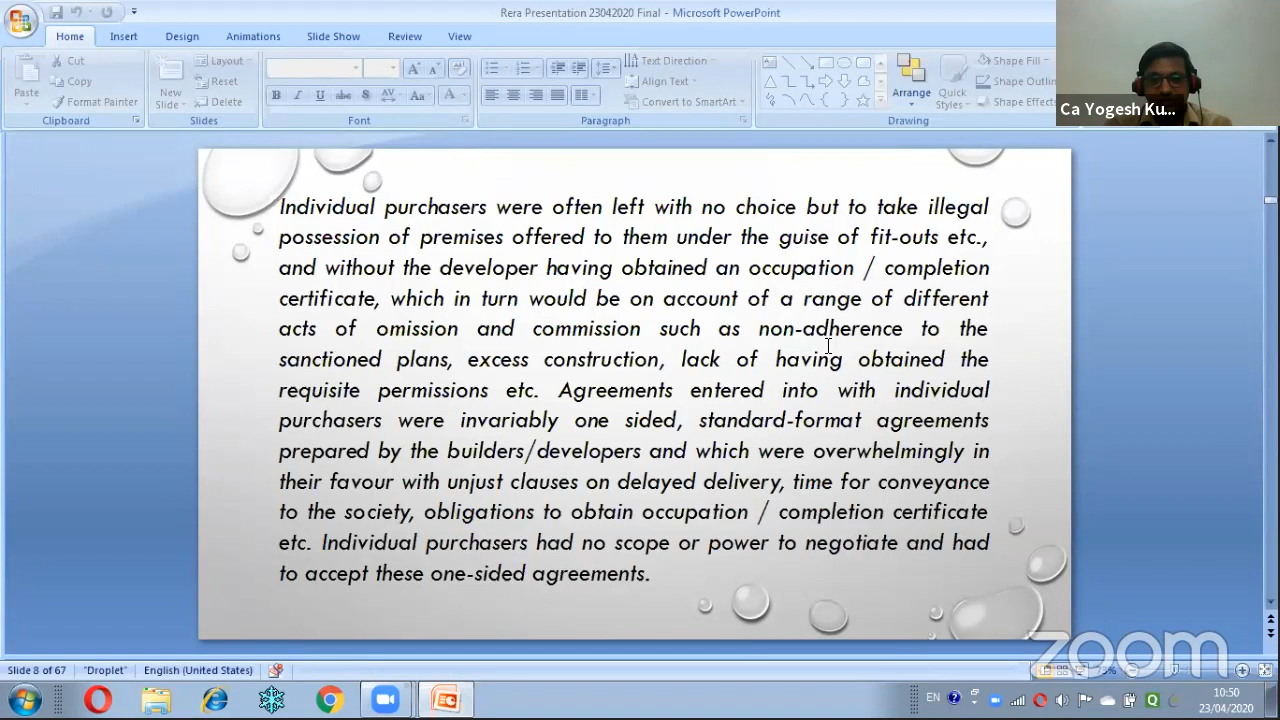 Rera Presentation 23042020 Final - Microsoft PowerPoint
Home Insert Design Animations Slide Show Review View
Cut
Copy
Format Painter
Paste
Clipboard
New Slide
Layout
Reset
Delete
Slides
B I U abc S AV Aa A
Font
Text Direction
Align Text
Convert to SmartArt
Paragraph
Arrange
Quick Styles
Shape Fill
Shape Outlin
Shape Effects
Drawing
Ca Yogesh Ku...
Individual purchasers were often left with no choice but to take illegal
possession of premises offered to them under the guise of fit-outs etc.,
and without the developer having obtained an occupation / completion
certificate, which in turn would be on account of a range of different
acts of omission and commission such as non-adherence to the
sanctioned plans, excess construction, lack of having obtained the
requisite permissions etc. Agreements entered into with individual
purchasers were invariably one sided, standard-format agreements
prepared by the builders/developers and which were overwhelmingly in
their favour with unjust clauses on delayed delivery, time for conveyance
to the society, obligations to obtain occupation / completion certificate
etc. Individual purchasers had no scope or power to negotiate and had
to accept these one-sided agreements.
zoom
Slide 8 of 67 "Droplet" English (United States)
EN
10:50
23/04/2020